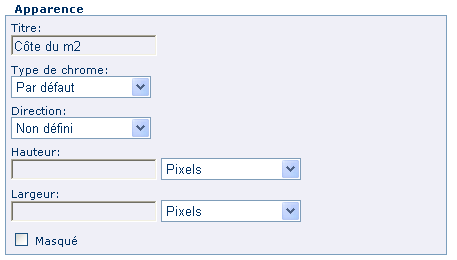 Apparence
Titre:
Côte du m2
Type de chrome:
Par défaut
Direction:
Non défini
Hauteur:
Pixels
Largeur:
Pixels
Masqué